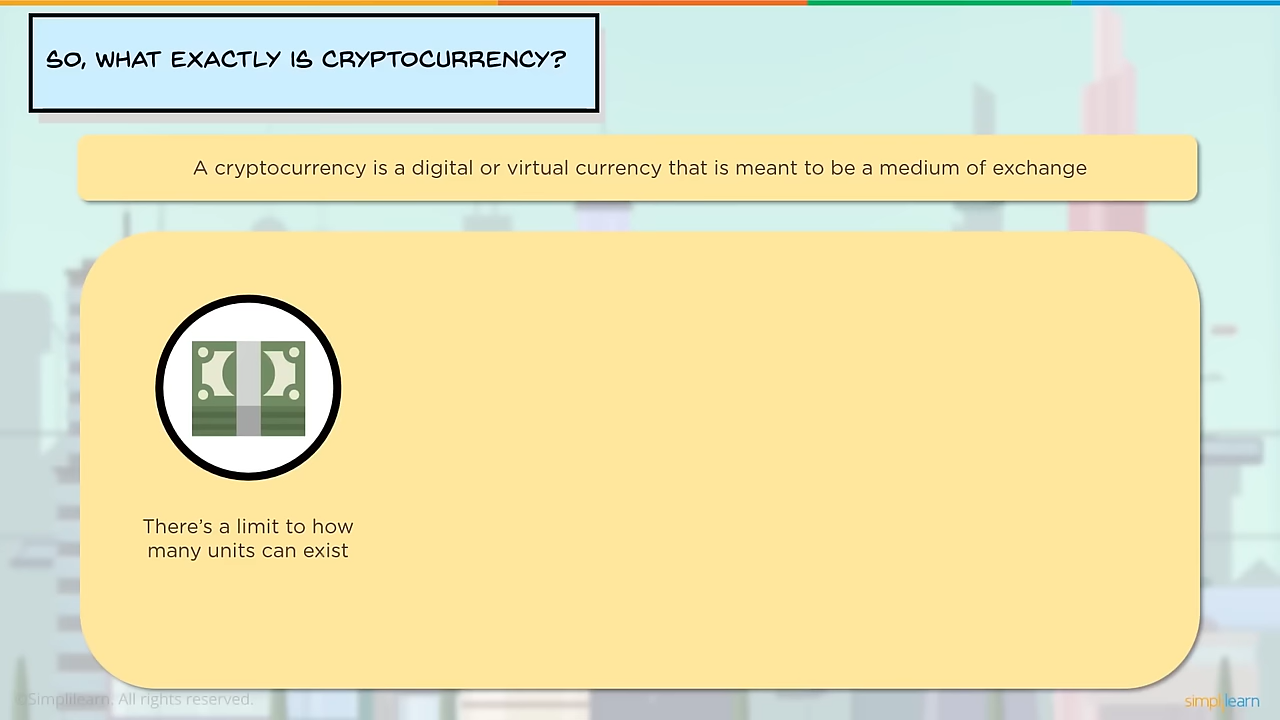 SO, WHAT EXACTLY IS CRYPTOCURRENCY?
A cryptocurrency is a digital or virtual currency that is meant to be a medium of exchange
There’s a limit to how
many units can exist
©Simplilearn. All rights reserved.
simplilearn